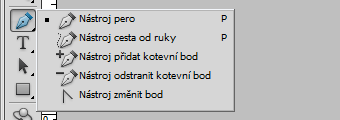 Nástroj pero P
Nástroj cesta od ruky P
Nástroj přidat kotevní bod
Nástroj odstranit kotevní bod
Nástroj změnit bod